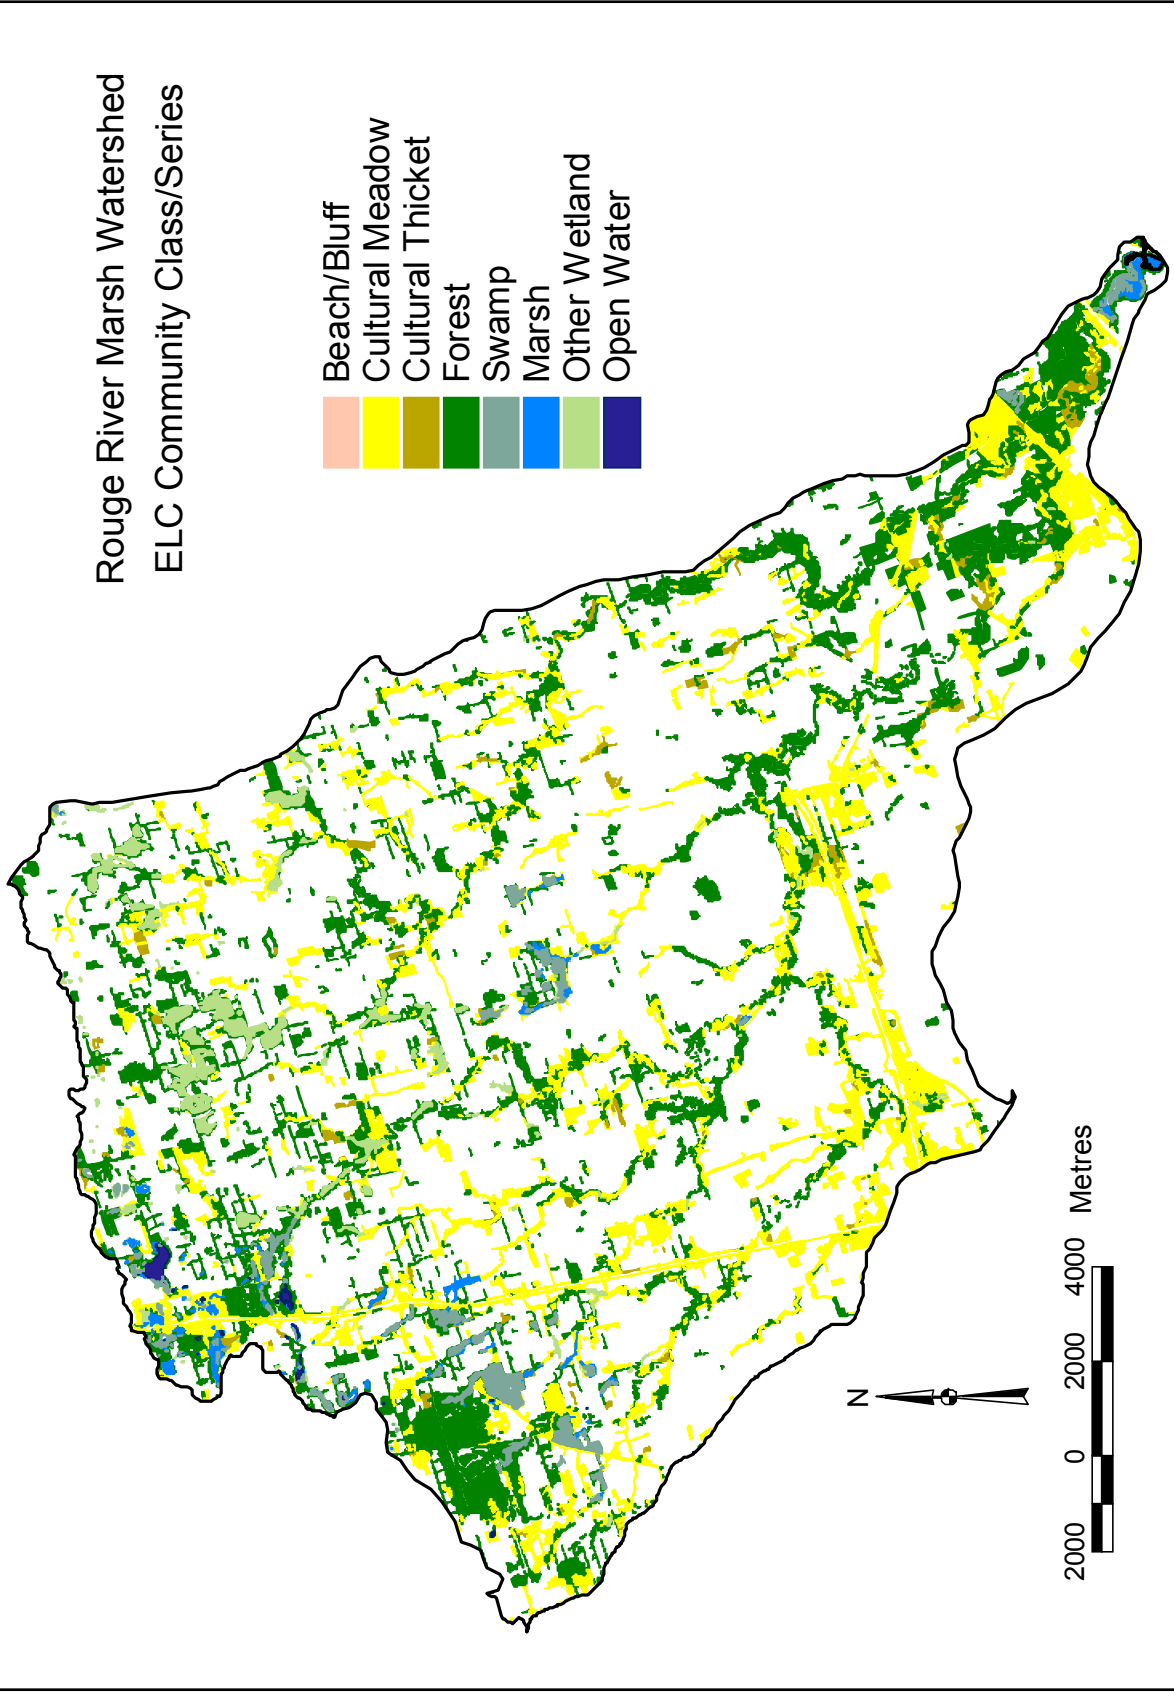 Rouge River Marsh Watershed
ELC Community Class/Series
Beach/Bluff
Cultural Meadow
Cultural Thicket
Forest
Swamp
Marsh
Other Wetland
Open Water
N
2000 0 2000 4000 Metres